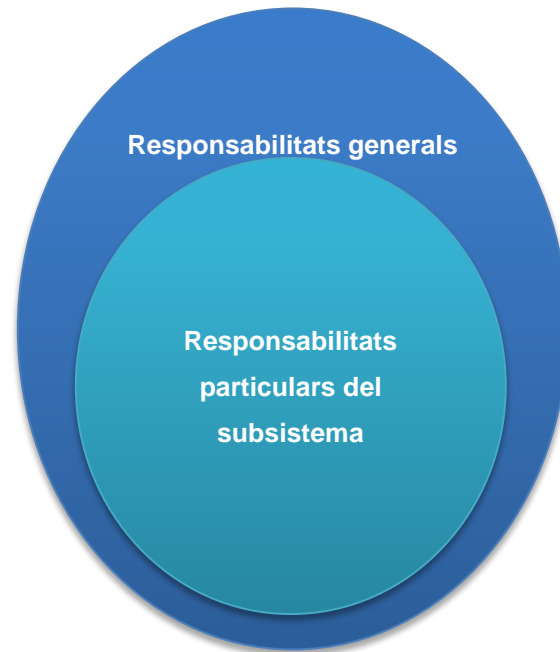 Responsabilitats generals
Responsabilitats
particulars del
subsistema